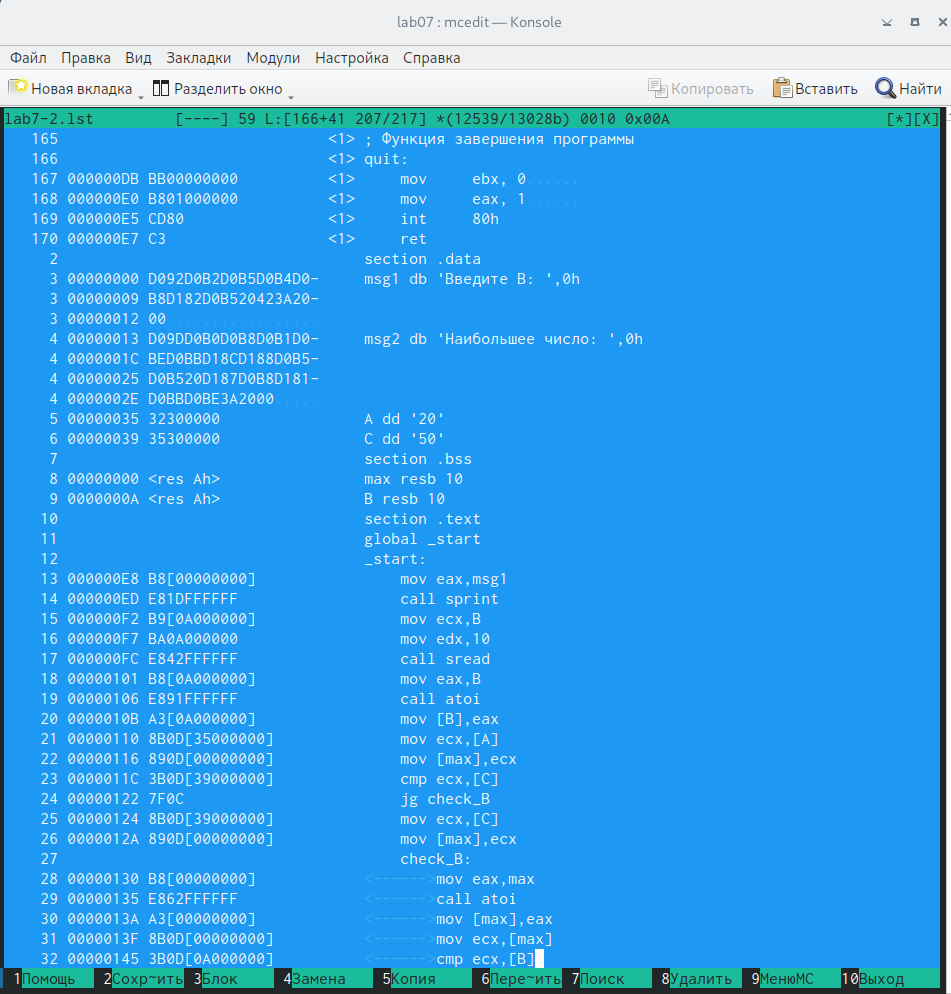 lab07 : mcedit — Konsole
Файл Правка Вид Закладки Модули Настройка Справка
Новая вкладка Разделить окно Копировать Вставить Найти
lab7-2.lst [----] 59 L:[166+41 207/217] *(12539/13028b) 0010 0x00A [*][X]
165 <1> ; Функция завершения программы
166 <1> quit:
167 000000DB BB00000000 <1> mov ebx, 0......
168 000000E0 B801000000 <1> mov eax, 1......
169 000000E5 CD80 <1> int 80h
170 000000E7 C3 <1> ret
2 section .data
3 00000000 D092D0B2D0B5D0B4D0- msg1 db 'Введите B: ',0h
3 00000009 B8D182D0B520423A20-
3 00000012 00.................
4 00000013 D09DD0B0D0B8D0B1D0- msg2 db 'Наибольшее число: ',0h
4 0000001C BED0BBD18CD188D0B5-
4 00000025 D0B520D187D0B8D181-
4 0000002E D0BBD0BE3A2000.....
5 00000035 32300000 A dd '20'
6 00000039 35300000 C dd '50'
7 section .bss
8 00000000 <res Ah> max resb 10
9 0000000A <res Ah> B resb 10
10 section .text
11 global _start
12 _start:
13 000000E8 B8[00000000] mov eax,msg1
14 000000ED E81DFFFFFF call sprint
15 000000F2 B9[0A000000] mov ecx,B
16 000000F7 BA0A000000 mov edx,10
17 000000FC E842FFFFFF call sread
18 00000101 B8[0A000000] mov eax,B
19 00000106 E891FFFFFF call atoi
20 0000010B A3[0A000000] mov [B],eax
21 00000110 8B0D[35000000] mov ecx,[A]
22 00000116 890D[00000000] mov [max],ecx
23 0000011C 3B0D[39000000] cmp ecx,[C]
24 00000122 7F0C jg check_B
25 00000124 8B0D[39000000] mov ecx,[C]
26 0000012A 890D[00000000] mov [max],ecx
27 check_B:
28 00000130 B8[00000000] <------>mov eax,max
29 00000135 E862FFFFFF <------>call atoi
30 0000013A A3[00000000] <------>mov [max],eax
31 0000013F 8B0D[00000000] <------>mov ecx,[max]
32 00000145 3B0D[0A000000] <------>cmp ecx,[B]
1Помощь 2Сохр~ить 3Блок 4Замена 5Копия 6Пере~ить 7Поиск 8Удалить 9МенюМС 10Выход